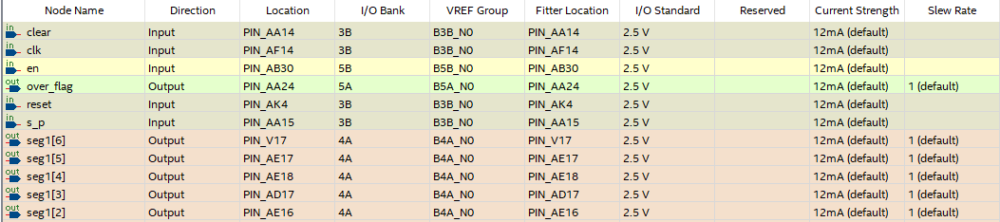 Node Name Direction Location I/O Bank VREF Group Fitter Location I/O Standard Reserved Current Strength Slew Rate
in clear Input PIN_AA14 3B B3B_N0 PIN_AA14 2.5 V 12mA (default)
in clk Input PIN_AF14 3B B3B_N0 PIN_AF14 2.5 V 12mA (default)
in en Input PIN_AB30 5B B5B_N0 PIN_AB30 2.5 V 12mA (default)
out over_flag Output PIN_AA24 5A B5A_N0 PIN_AA24 2.5 V 12mA (default) 1 (default)
in reset Input PIN_AK4 3B B3B_N0 PIN_AK4 2.5 V 12mA (default)
in s_p Input PIN_AA15 3B B3B_N0 PIN_AA15 2.5 V 12mA (default)
out seg1[6] Output PIN_V17 4A B4A_N0 PIN_V17 2.5 V 12mA (default) 1 (default)
out seg1[5] Output PIN_AE17 4A B4A_N0 PIN_AE17 2.5 V 12mA (default) 1 (default)
out seg1[4] Output PIN_AE18 4A B4A_N0 PIN_AE18 2.5 V 12mA (default) 1 (default)
out seg1[3] Output PIN_AD17 4A B4A_N0 PIN_AD17 2.5 V 12mA (default) 1 (default)
out seg1[2] Output PIN_AE16 4A B4A_N0 PIN_AE16 2.5 V 12mA (default) 1 (default)